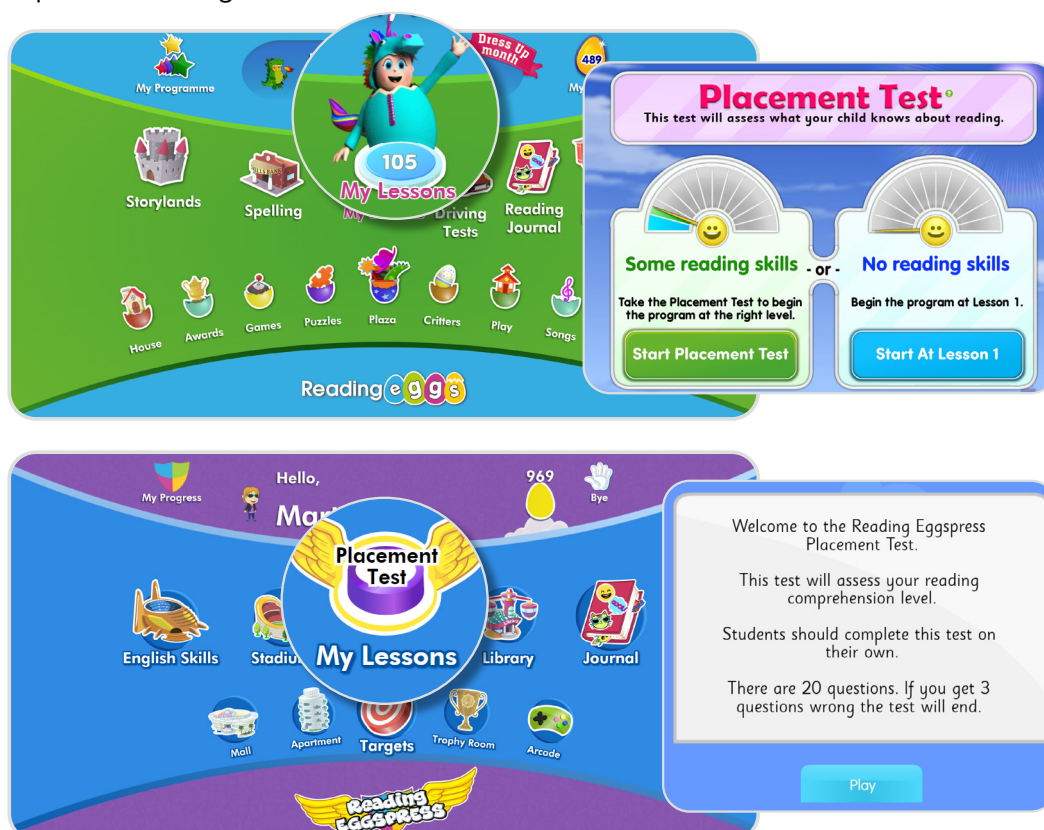 Dress Up
month
489
My Programme
My
105
My Lessons
Storylands
Spelling
Driving
Tests
Reading
Journal
House
Awards
Games
Puzzles
Plaza
Critters
Play
Songs
Reading eggs
Placement Test
This test will assess what your child knows about reading.
Some reading skills
- or -
No reading skills
Take the Placement Test to begin
the program at the right level.
Begin the program at Lesson 1.
Start Placement Test
Start At Lesson 1
My Progress
Hello,
969
Bye
Placement
Test
English Skills
My Lessons
Library
Journal
Mall
Apartment
Targets
Trophy Room
Arcade
Reading
EGGSPRESS
Welcome to the Reading Eggspress
Placement Test.
This test will assess your reading
comprehension level.
Students should complete this test on
their own.
There are 20 questions. If you get 3
questions wrong the test will end.
Play